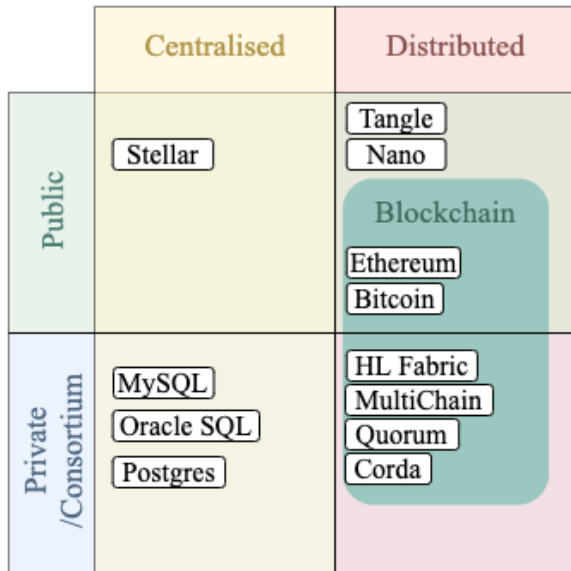 Centralised
Distributed
Public
Stellar
Tangle
Nano
Blockchain
Ethereum
Bitcoin
Private
/Consortium
MySQL
Oracle SQL
Postgres
HL Fabric
MultiChain
Quorum
Corda